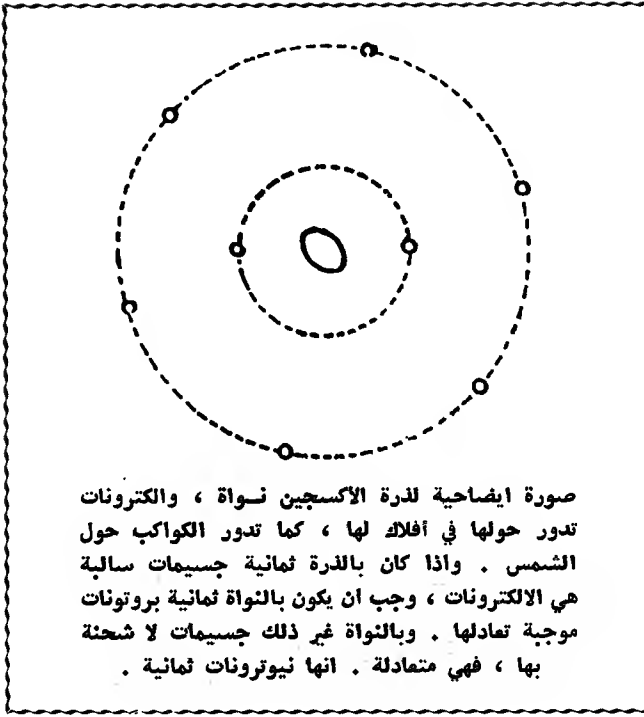 صورة ايضاحية لذرة الأكسجين نـواة ، والكترونات
تدور حولها في أفلاك لها ، كما تدور الكواكب حول
الشمس . واذا كان بالذرة ثمانية جسيمات سالبة
هي الالكترونات ، وجب ان يكون بالنواة ثمانية بروتونات
موجبة تعادلها . وبالنواة غير ذلك جسيمات لا شحنة
بها ، فهي متعادلة . انها نيوترونات ثمانية .